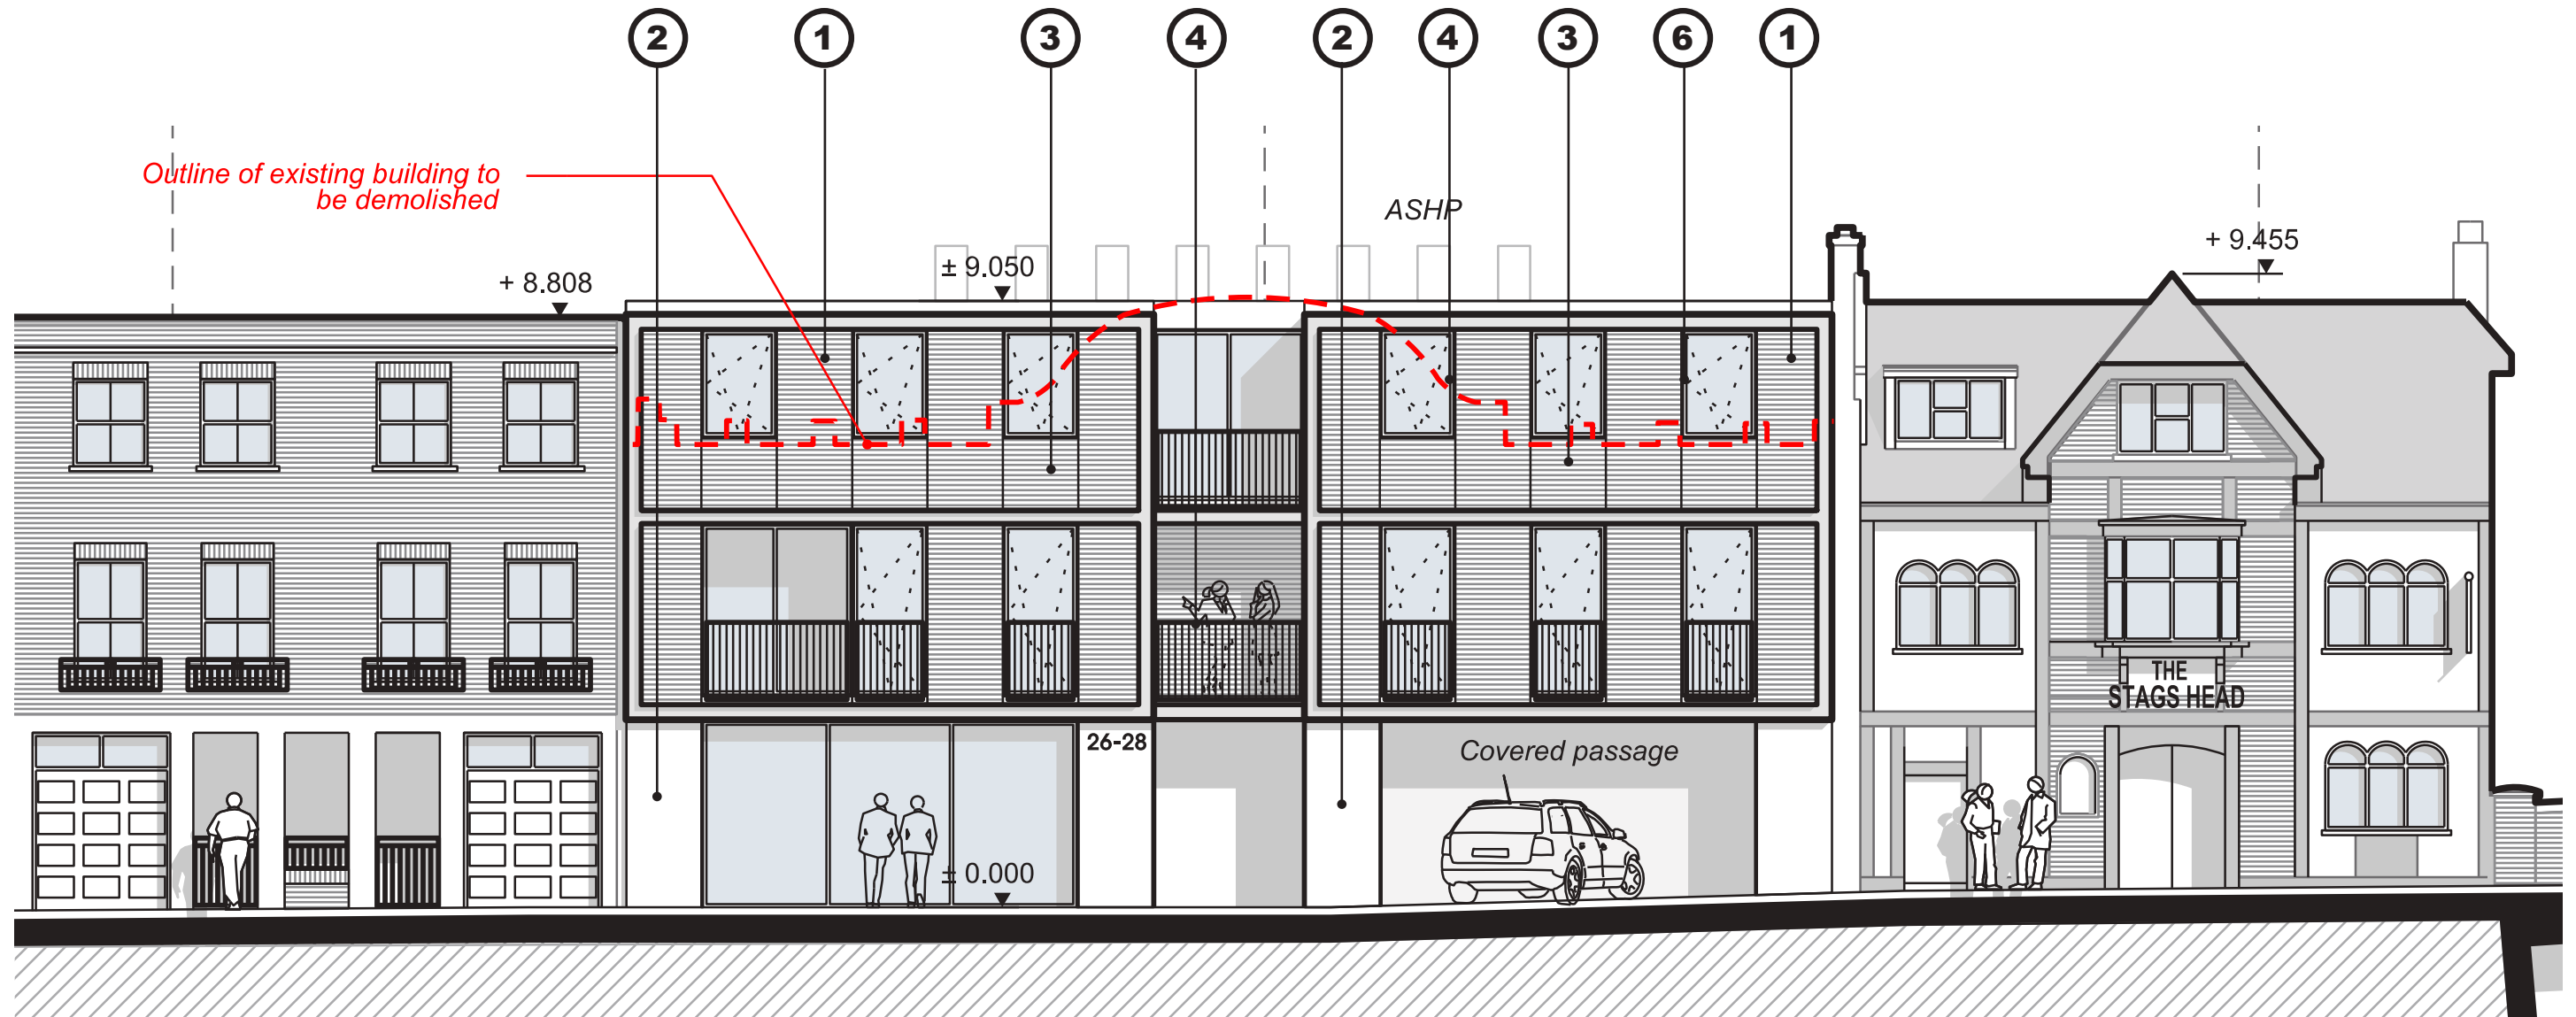 2 1 3 4 2 4 3 6 1
Outline of existing building to
be demolished
ASHP
+ 9.455
± 9.050
+ 8.808
THE
STAGS HEAD
26-28
Covered passage
± 0.000